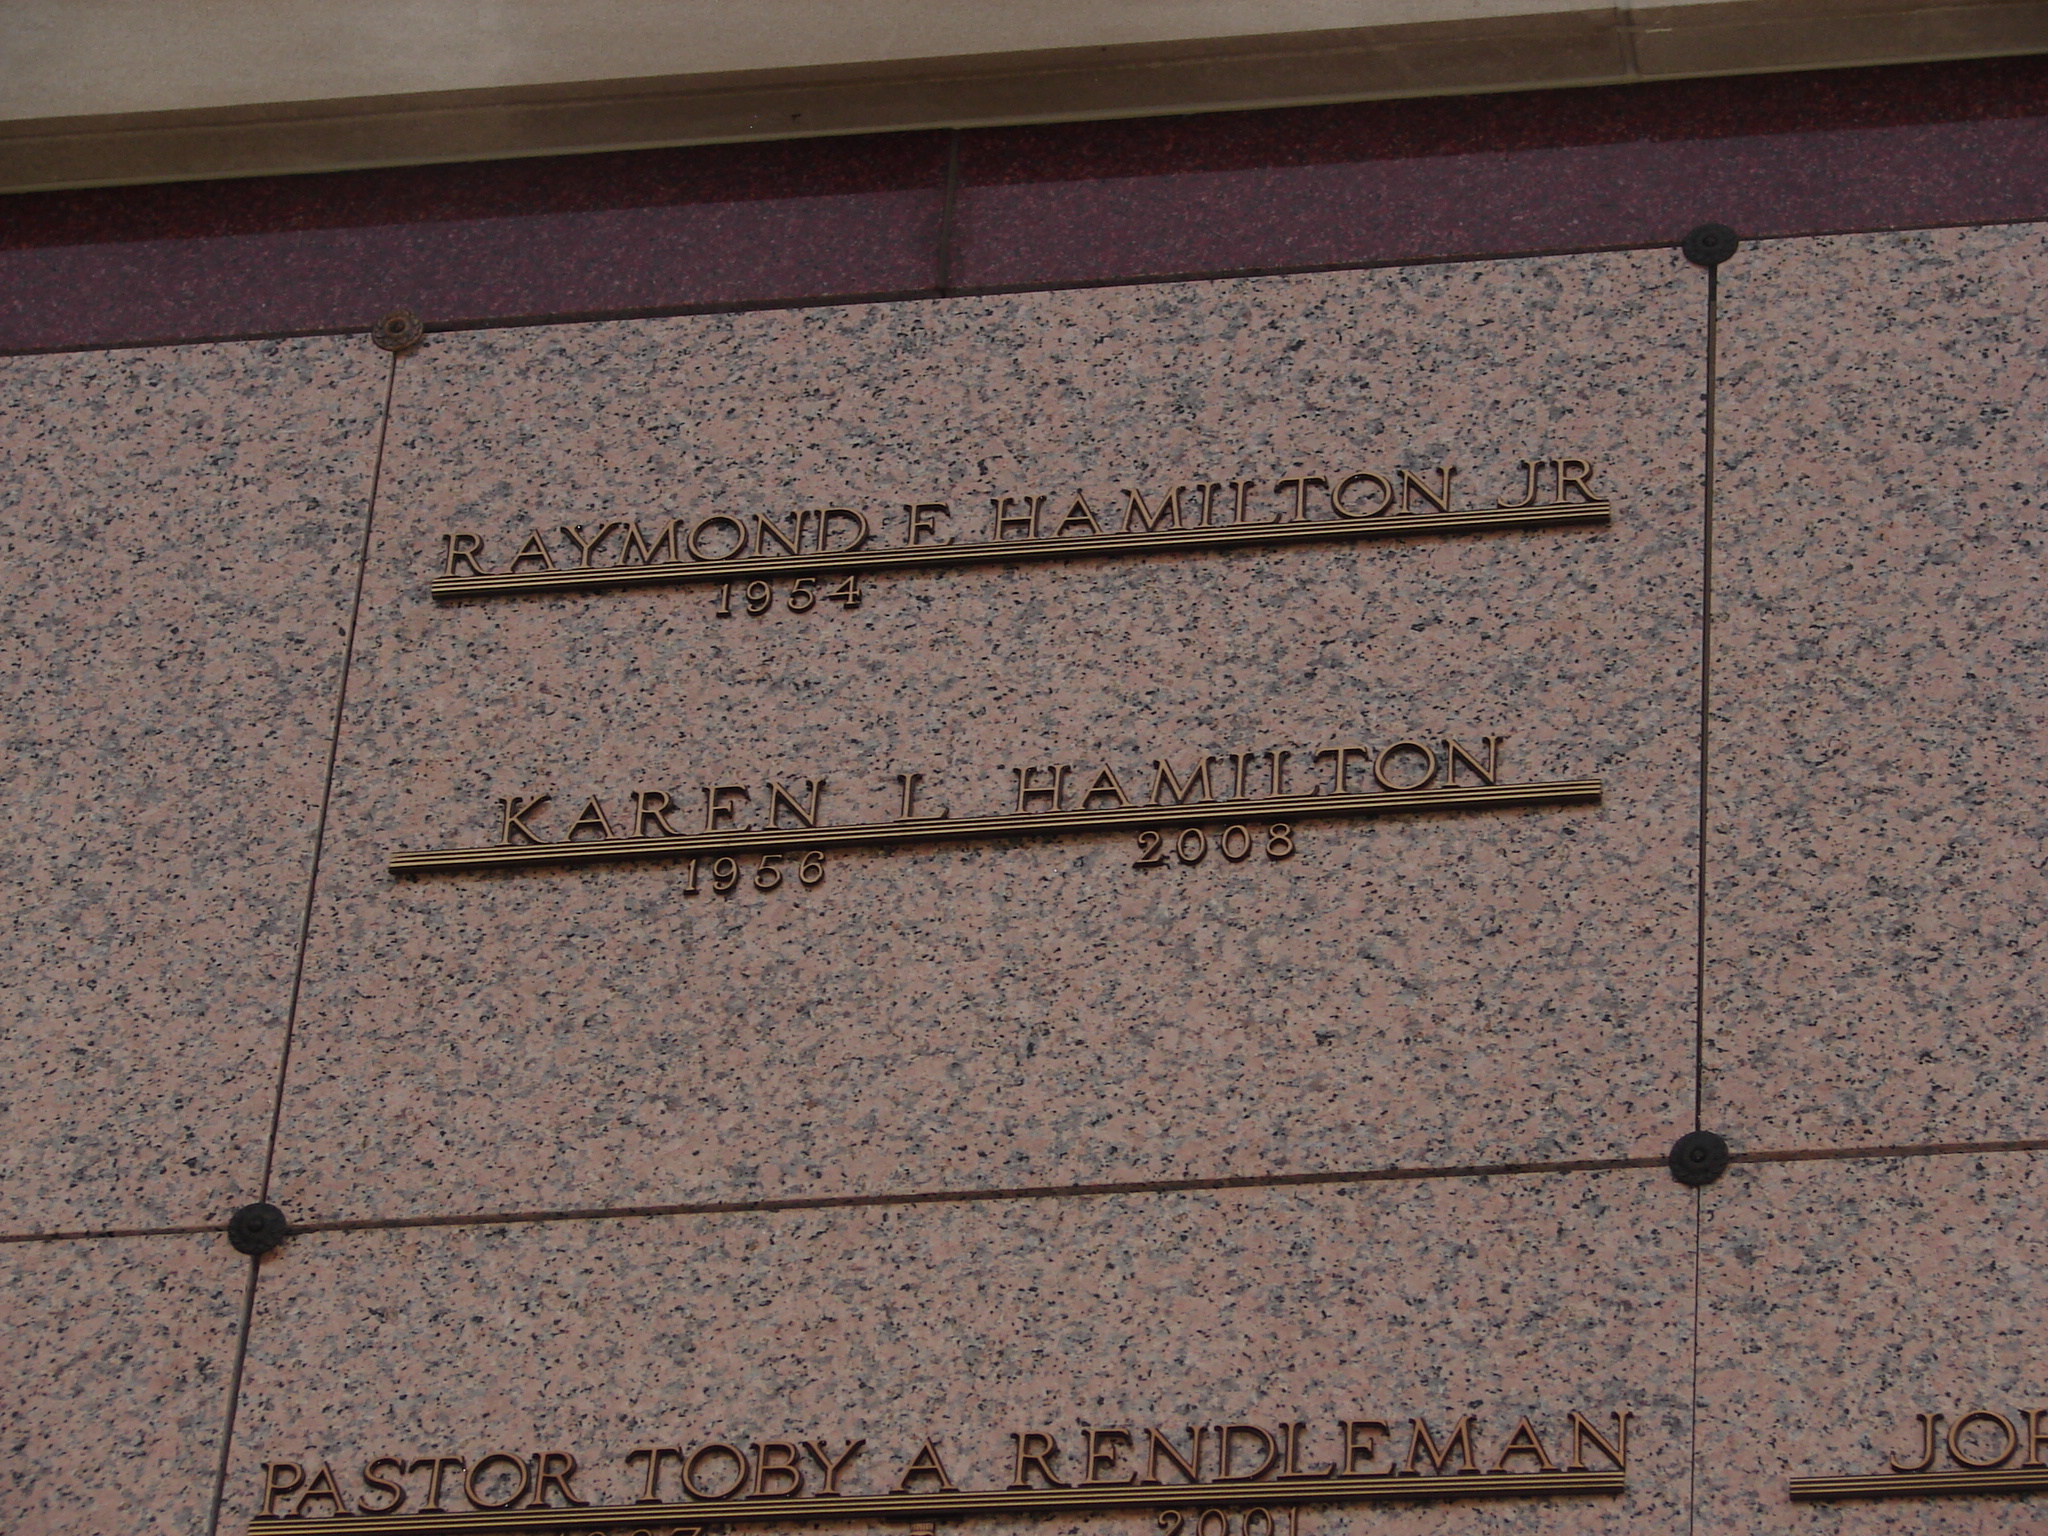 RAYMOND E HAMILTON JR
1954
KAREN L HAMILTON
1956 2008
PASTOR TOBY A RENDLEMAN
2001